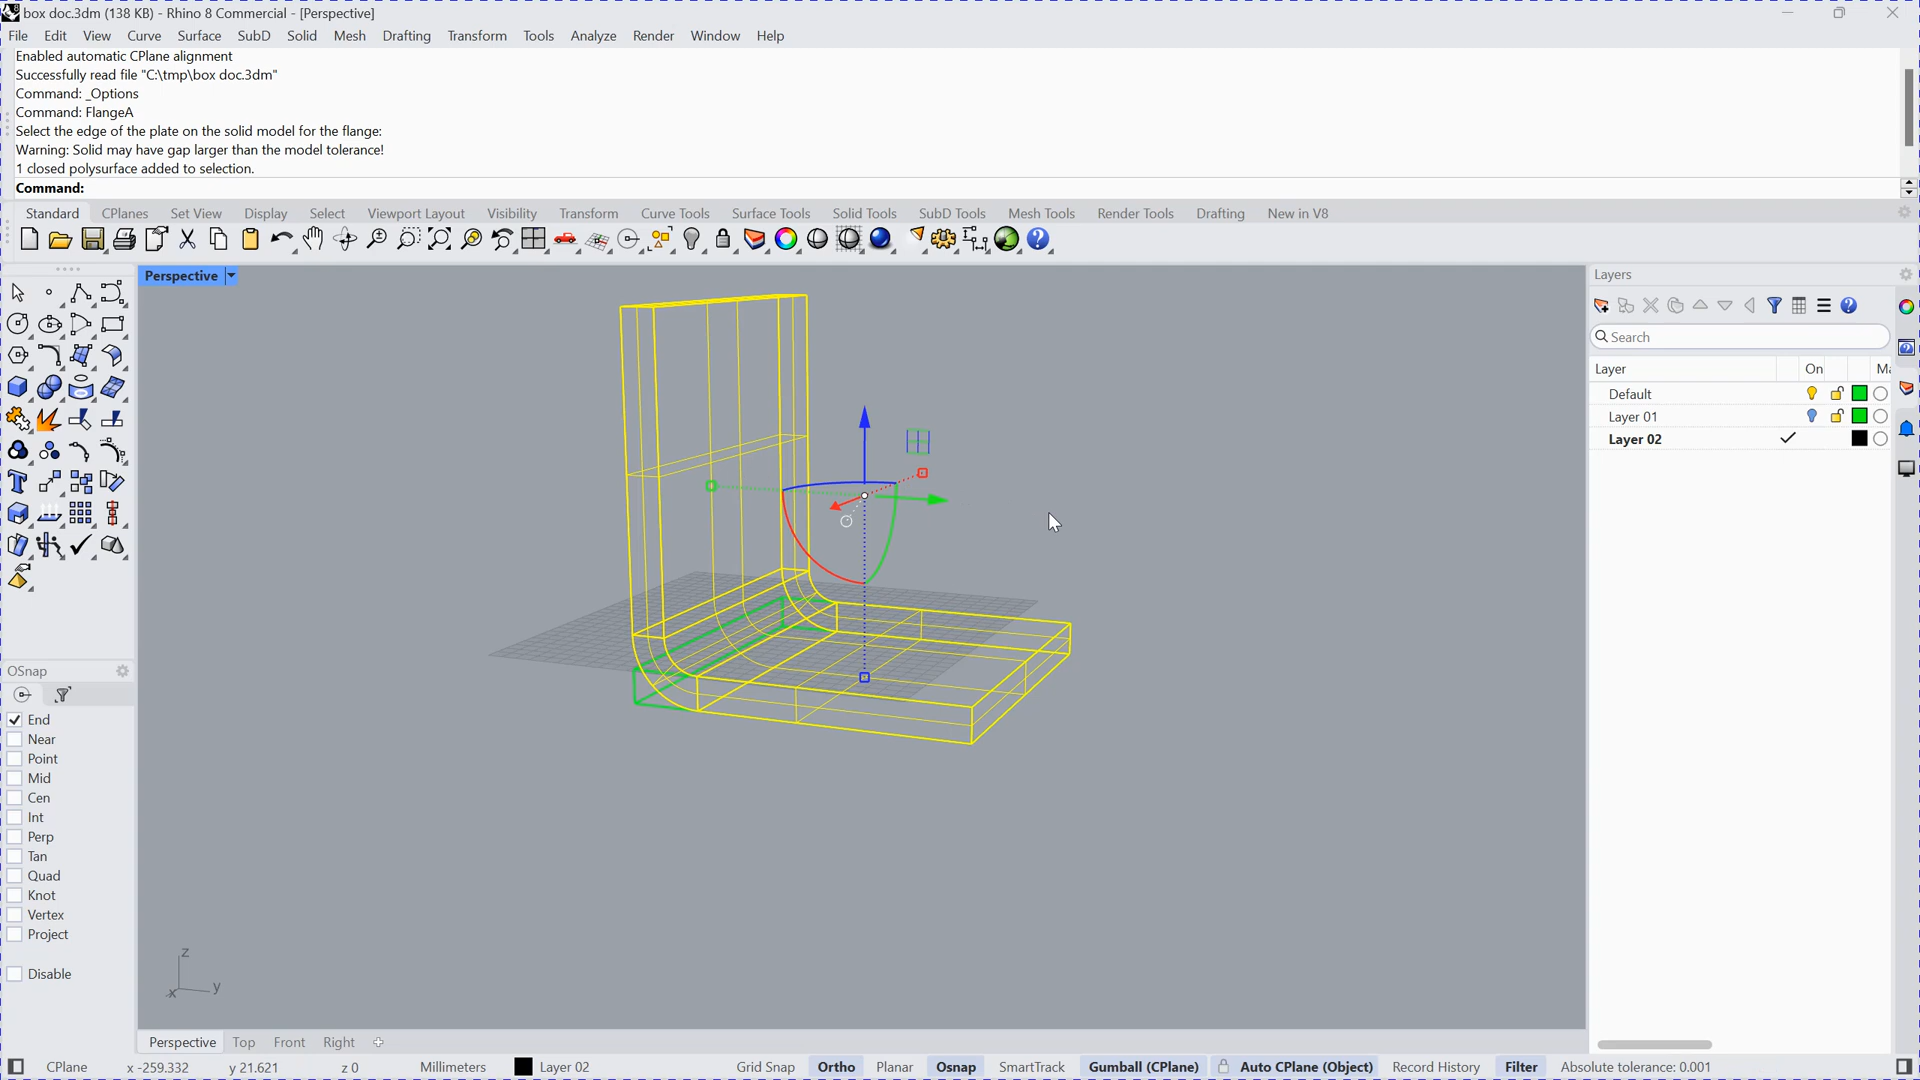 box doc.3dm (138 KB) - Rhino 8 Commercial - [Perspective]
File Edit View Curve Surface SubD Solid Mesh Drafting Transform Tools Analyze Render Window Help
Enabled automatic CPlane alignment
Successfully read file "C:\tmp\box doc.3dm"
Command: _Options
Command: FlangeA
Select the edge of the plate on the solid model for the flange:
Warning: Solid may have gap larger than the model tolerance!
1 closed polysurface added to selection.
Command:
Standard CPlanes Set View Display Select Viewport Layout Visibility Transform Curve Tools Surface Tools Solid Tools SubD Tools Mesh Tools Render Tools Drafting New in V8
Perspective
Layers
Search
Layer On Ma
Default
Layer 01
Layer 02
OSnap
End
Near
Point
Mid
Cen
Int
Perp
Tan
Quad
Knot
Vertex
Project
Disable
z
x y
Perspective Top Front Right
CPlane x -259.332 y 21.621 z 0 Millimeters Layer 02 Grid Snap Ortho Planar Osnap SmartTrack Gumball (CPlane) Auto CPlane (Object) Record History Filter Absolute tolerance: 0.001